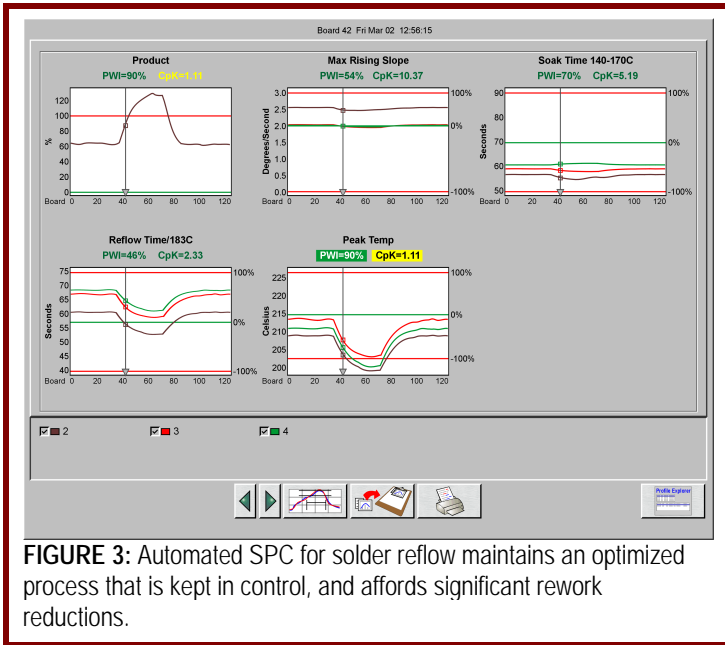 Board 42 Fri Mar 02 12:56:15
Product
PWI=90% CpK=1.11
%
120
100
80
60
40
20
0
Board 0 20 40 60 80 100 120
Max Rising Slope
PWI=54% CpK=10.37
Degrees/Second
3.0
2.5
2.0
1.5
1.0
0.5
0.0
100%
0%
-100%
Board 0 20 40 60 80 100 120
Soak Time 140-170C
PWI=70% CpK=5.19
Seconds
90
80
70
60
50
100%
0%
-100%
Board 0 20 40 60 80 100 120
Reflow Time/183C
PWI=46% CpK=2.33
Seconds
75
70
65
60
55
50
45
40
100%
0%
-100%
Board 0 20 40 60 80 100 120
Peak Temp
PWI=90% CpK=1.11
Celsius
225
220
215
210
205
200
100%
0%
-100%
Board 0 20 40 60 80 100 120
2 3 4
Profile Explorer
FIGURE 3: Automated SPC for solder reflow maintains an optimized
process that is kept in control, and affords significant rework
reductions.